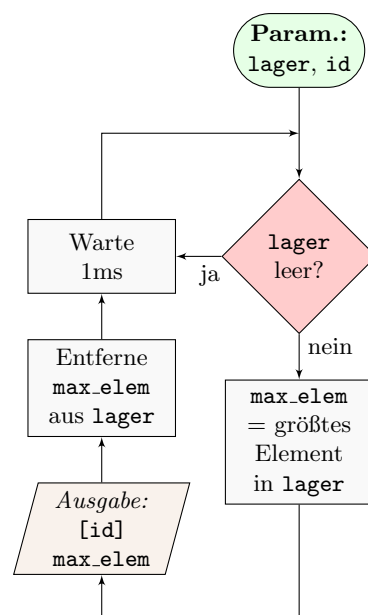 Param.:
lager, id
lager
leer?
ja
nein
Warte
1ms
Entferne
max_elem
aus lager
max_elem
= größtes
Element
in lager
Ausgabe:
[id]
max_elem